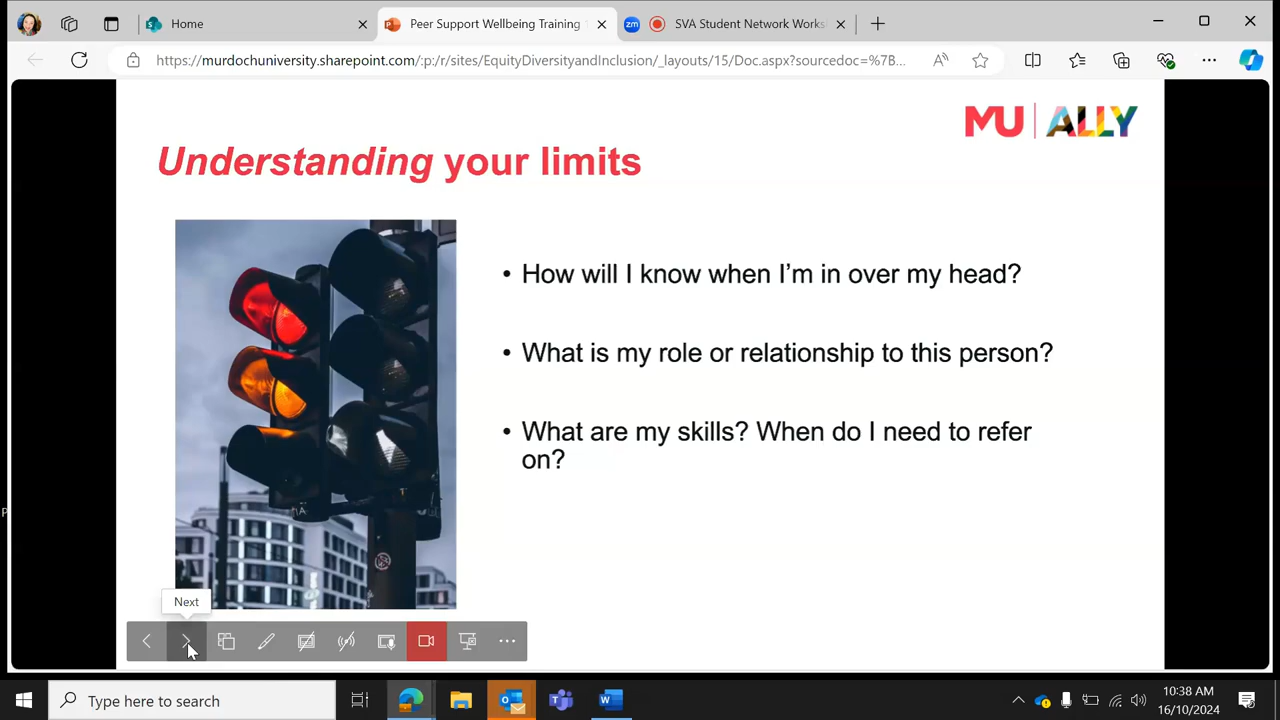 Home
Peer Support Wellbeing Training
zm
SVA Student Network Works
https://murdochuniversity.sharepoint.com/:p:/r/sites/EquityDiversityandInclusion/_layouts/15/Doc.aspx?sourcedoc=%7B...
MU | ALLY
Understanding your limits
• How will I know when I’m in over my head?
• What is my role or relationship to this person?
• What are my skills? When do I need to refer
on?
Next
Type here to search
10:38 AM
16/10/2024